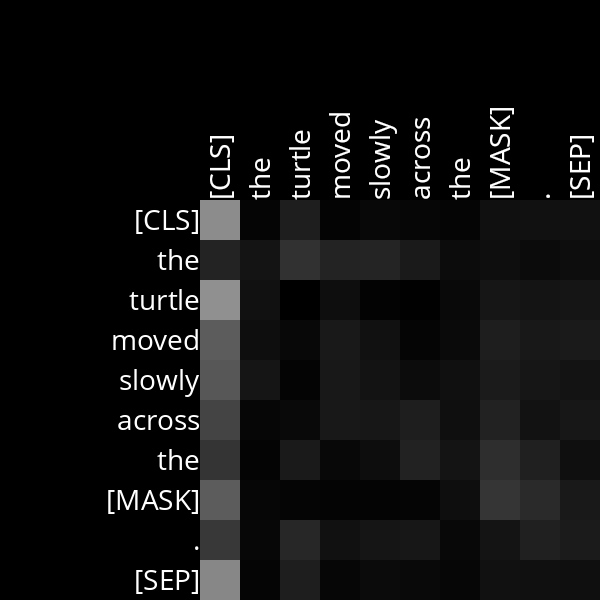 [CLS] the turtle moved slowly across the [MASK] . [SEP]
[CLS]
the
turtle
moved
slowly
across
the
[MASK]
.
[SEP]